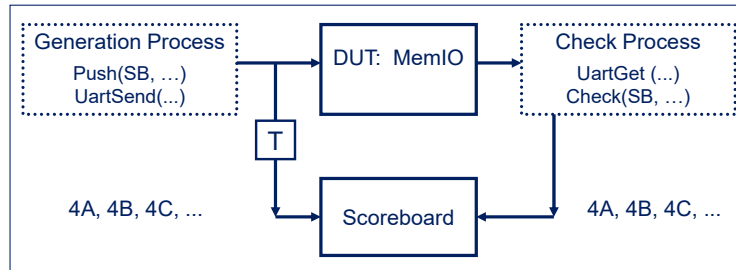 Generation Process
Push(SB, …)
UartSend(...)
DUT:  MemIO
Check Process
UartGet (...)
Check(SB, …)
T
4A, 4B, 4C, ...
Scoreboard
4A, 4B, 4C, ...